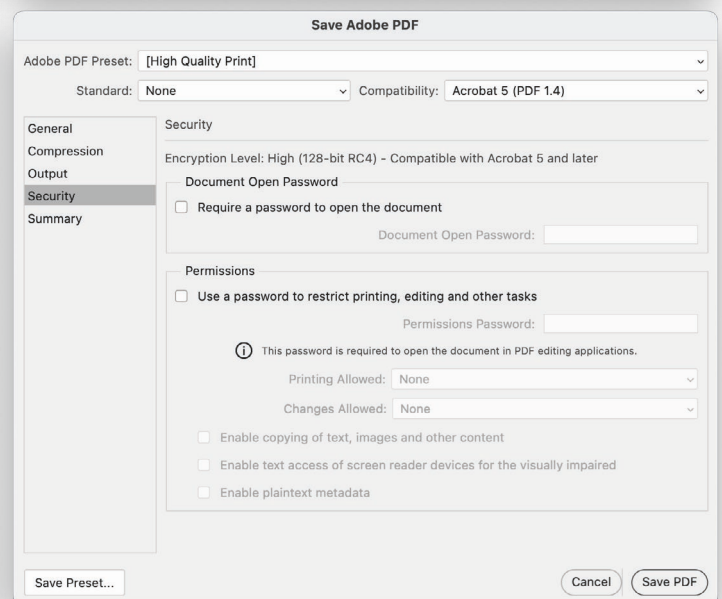 Save Adobe PDF
Adobe PDF Preset: [High Quality Print]
Standard: None Compatibility: Acrobat 5 (PDF 1.4)
General
Compression
Output
Security
Summary
Security
Encryption Level: High (128-bit RC4) - Compatible with Acrobat 5 and later
Document Open Password
Require a password to open the document
Document Open Password:
Permissions
Use a password to restrict printing, editing and other tasks
Permissions Password:
This password is required to open the document in PDF editing applications.
Printing Allowed: None
Changes Allowed: None
Enable copying of text, images and other content
Enable text access of screen reader devices for the visually impaired
Enable plaintext metadata
Save Preset... Cancel Save PDF